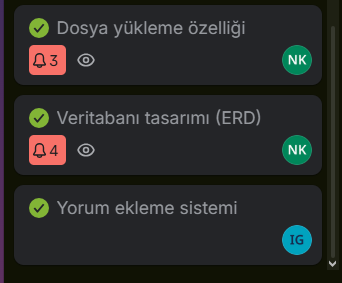 Dosya yükleme özelliği
3
NK
Veritabanı tasarımı (ERD)
4
NK
Yorum ekleme sistemi
IG